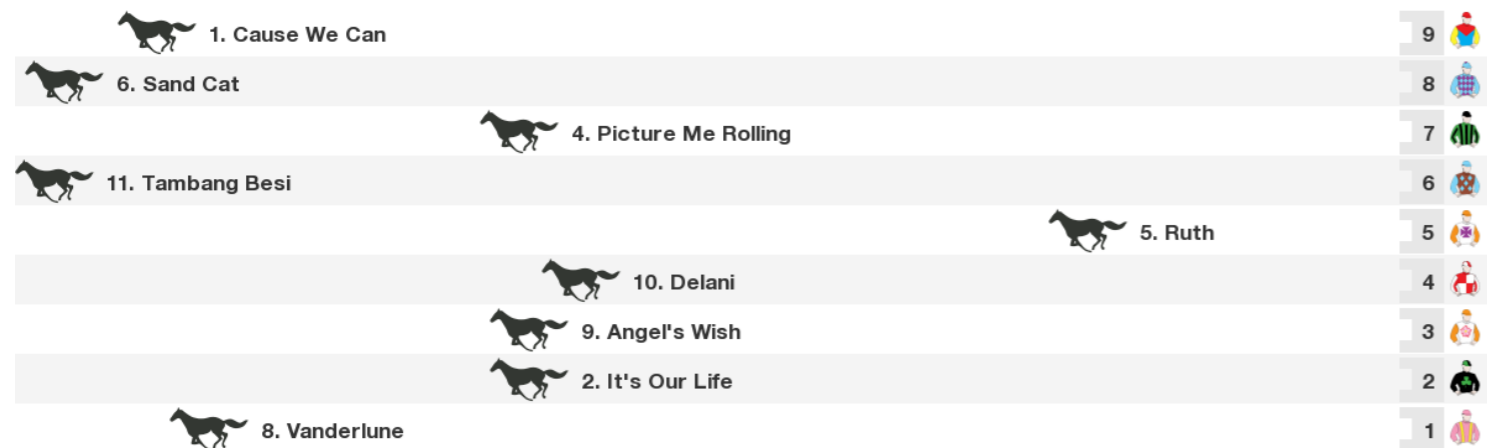 1. Cause We Can 9
6. Sand Cat 8
4. Picture Me Rolling 7
11. Tambang Besi 6
5. Ruth 5
10. Delani 4
9. Angel's Wish 3
2. It's Our Life 2
8. Vanderlune 1